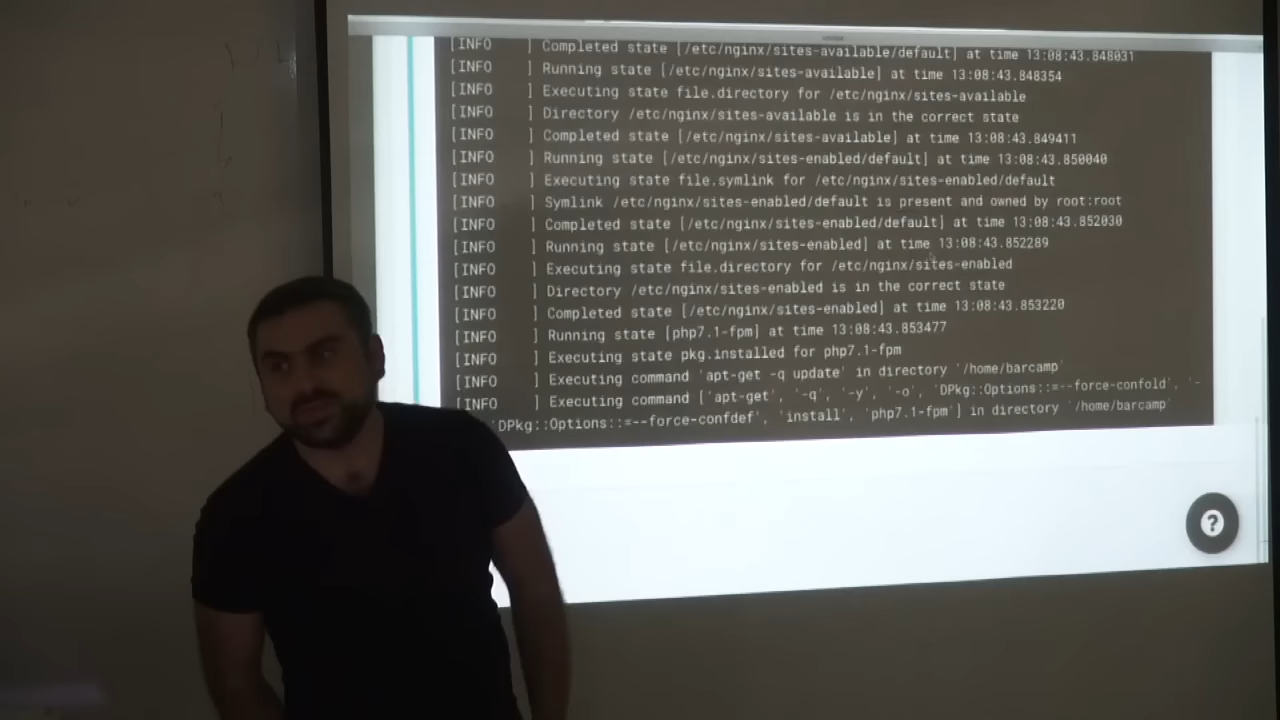 [INFO    ] Completed state [/etc/nginx/sites-available/default] at time 13:08:43.848031
[INFO    ] Running state [/etc/nginx/sites-available] at time 13:08:43.848354
[INFO    ] Executing state file.directory for /etc/nginx/sites-available
[INFO    ] Directory /etc/nginx/sites-available is in the correct state
[INFO    ] Completed state [/etc/nginx/sites-available] at time 13:08:43.849411
[INFO    ] Running state [/etc/nginx/sites-enabled/default] at time 13:08:43.850040
[INFO    ] Executing state file.symlink for /etc/nginx/sites-enabled/default
[INFO    ] Symlink /etc/nginx/sites-enabled/default is present and owned by root:root
[INFO    ] Completed state [/etc/nginx/sites-enabled/default] at time 13:08:43.852030
[INFO    ] Running state [/etc/nginx/sites-enabled] at time 13:08:43.852289
[INFO    ] Executing state file.directory for /etc/nginx/sites-enabled
[INFO    ] Directory /etc/nginx/sites-enabled is in the correct state
[INFO    ] Completed state [/etc/nginx/sites-enabled] at time 13:08:43.853220
[INFO    ] Running state [php7.1-fpm] at time 13:08:43.853477
[INFO    ] Executing state pkg.installed for php7.1-fpm
[INFO    ] Executing command 'apt-get -q update' in directory '/home/barcamp'
[INFO    ] Executing command ['apt-get', '-q', '-y', '-o', 'DPkg::Options::=--force-confold', '-
'DPkg::Options::=--force-confdef', 'install', 'php7.1-fpm'] in directory '/home/barcamp'
?